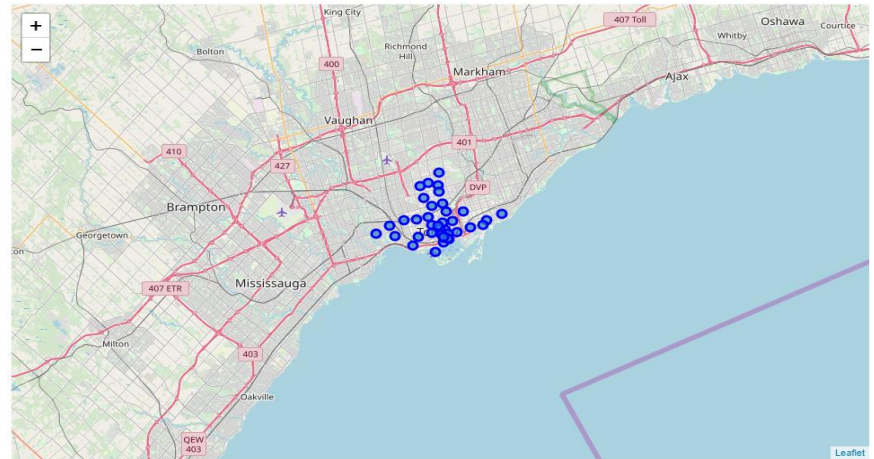 +
−
King City
407 Toll
Oshawa
Courtice
Whitby
Bolton
Richmond
Hill
400
Markham
Ajax
Vaughan
401
410
427
DVP
Brampton
Georgetown
407 ETR
Mississauga
Milton
403
Oakville
QEW
403
Leaflet